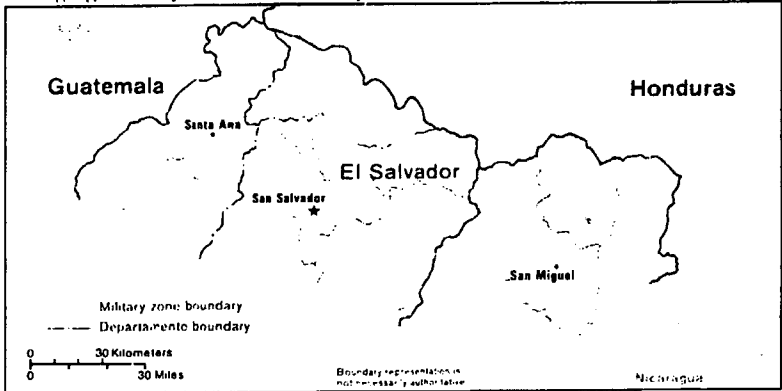 Guatemala
Honduras
Santa Ana
El Salvador
San Salvador
San Miguel
Military zone boundary
Departamento boundary
0 30 Kilometers
0 30 Miles
Boundary representation is
not necessarily authoritative
Nicaragua